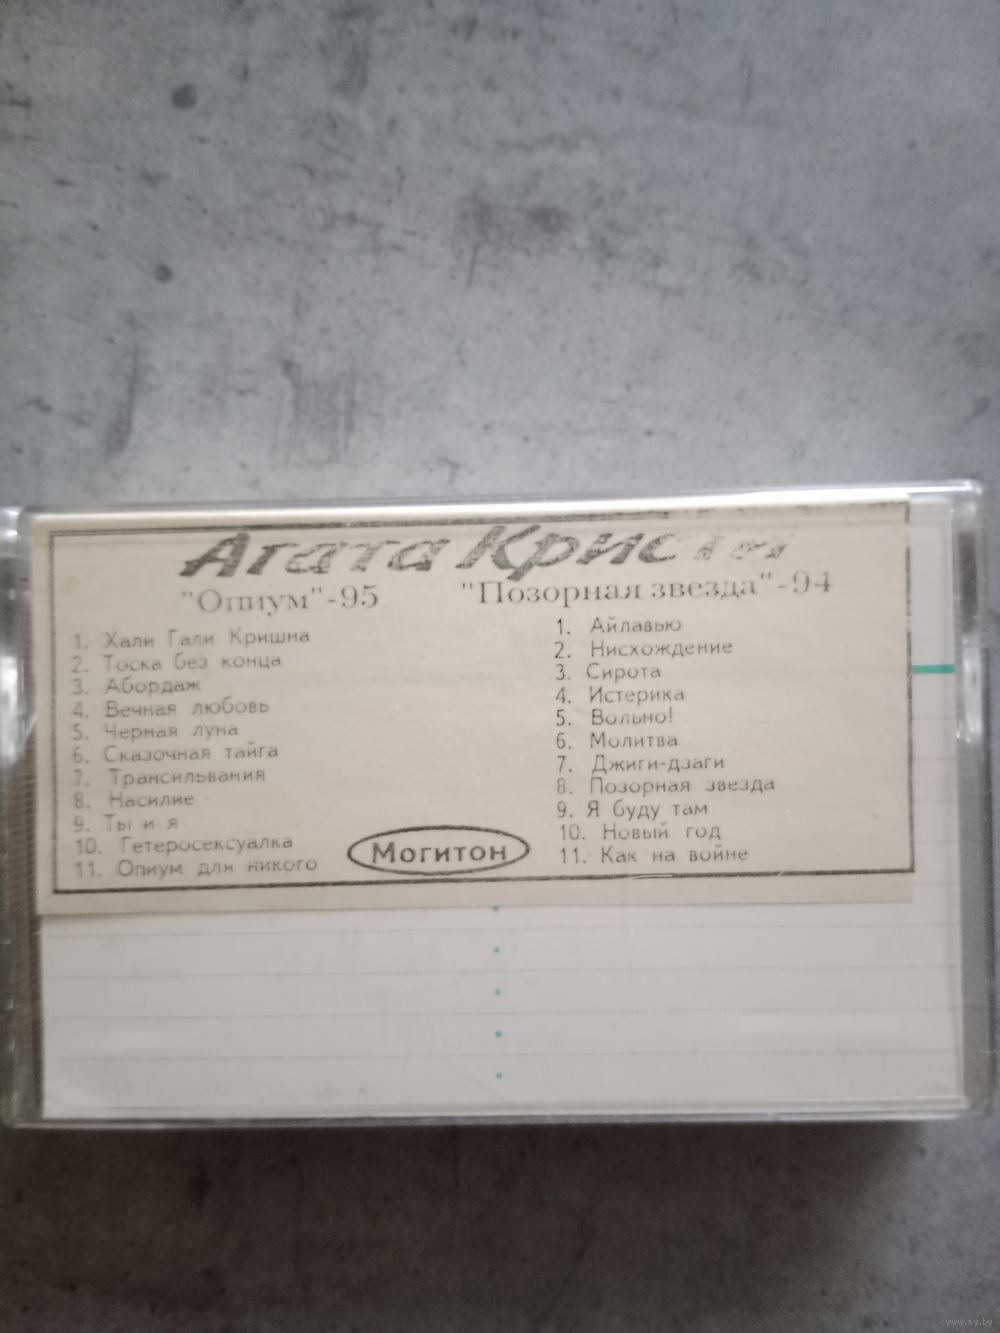 Агата Кристи
"Опиум"-95
1. Хали Гали Кришна
2. Тоска без конца
3. Абордаж
4. Вечная любовь
5. Черная луна
6. Сказочная тайга
7. Трансильвания
8. Насилие
9. Ты и я
10. Гетеросексуалка
11. Опиум для никого
"Позорная звезда"-94
1. Айлавью
2. Нисхождение
3. Сирота
4. Истерика
5. Вольно!
6. Молитва
7. Джиги-дзаги
8. Позорная звезда
9. Я буду там
10. Новый год
11. Как на войне
Могитон
www.ay.by